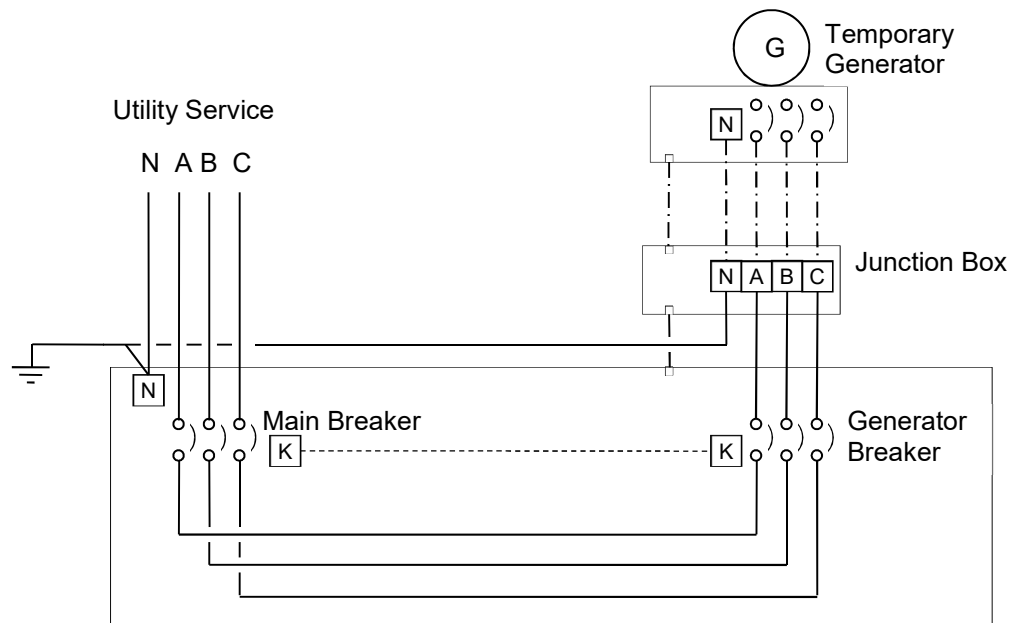 G
Temporary
Generator
Utility Service
N
N A B C
N A B C
Junction Box
N
Main Breaker
Generator
K
K
Breaker